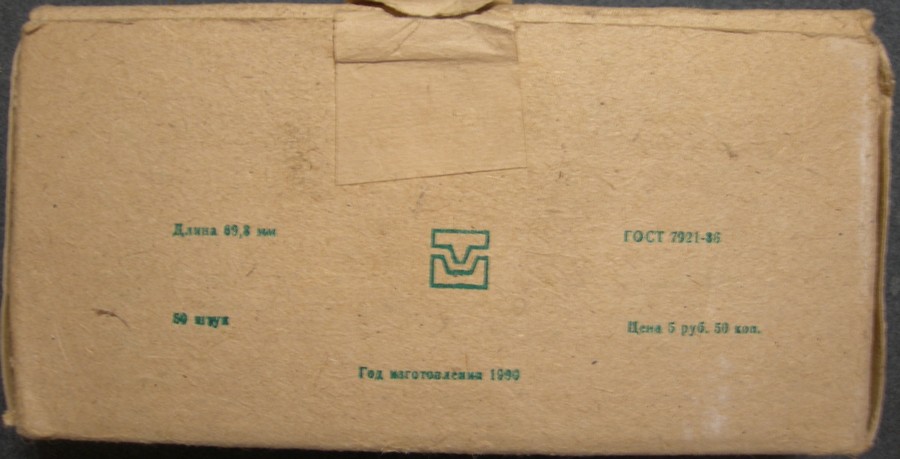 Длина 69,8 мм
ГОСТ 7921-86
50 штук
Цена 5 руб. 50 коп.
Год изготовления 1990